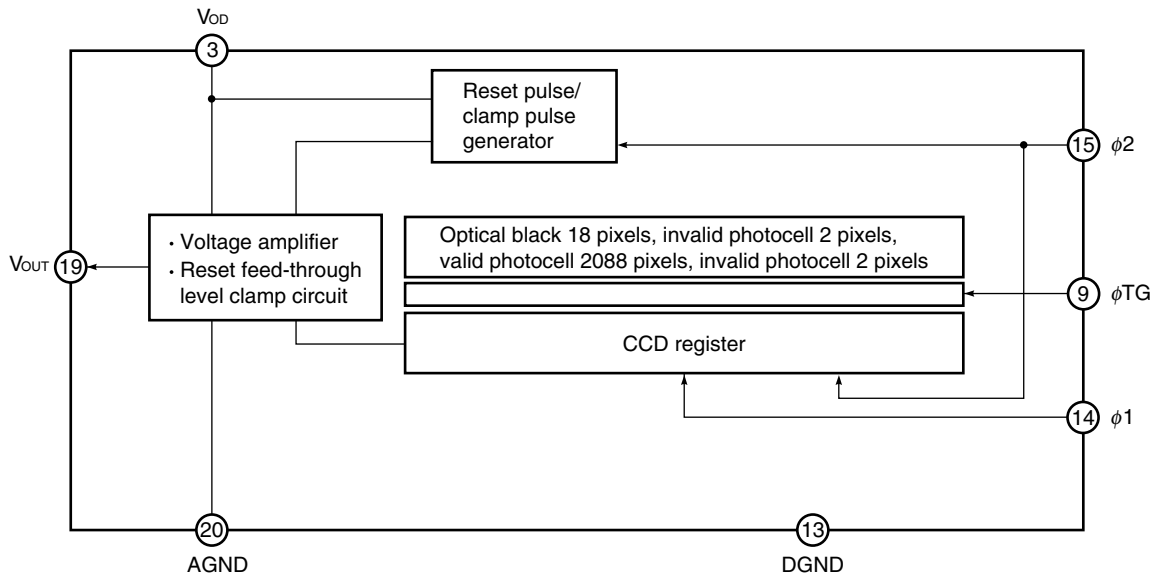 VOD
3
Reset pulse/
clamp pulse
generator
15
ϕ2
· Voltage amplifier
· Reset feed-through
level clamp circuit
VOUT
19
Optical black 18 pixels, invalid photocell 2 pixels,
valid photocell 2088 pixels, invalid photocell 2 pixels
9
ϕTG
CCD register
14
ϕ1
20
AGND
13
DGND